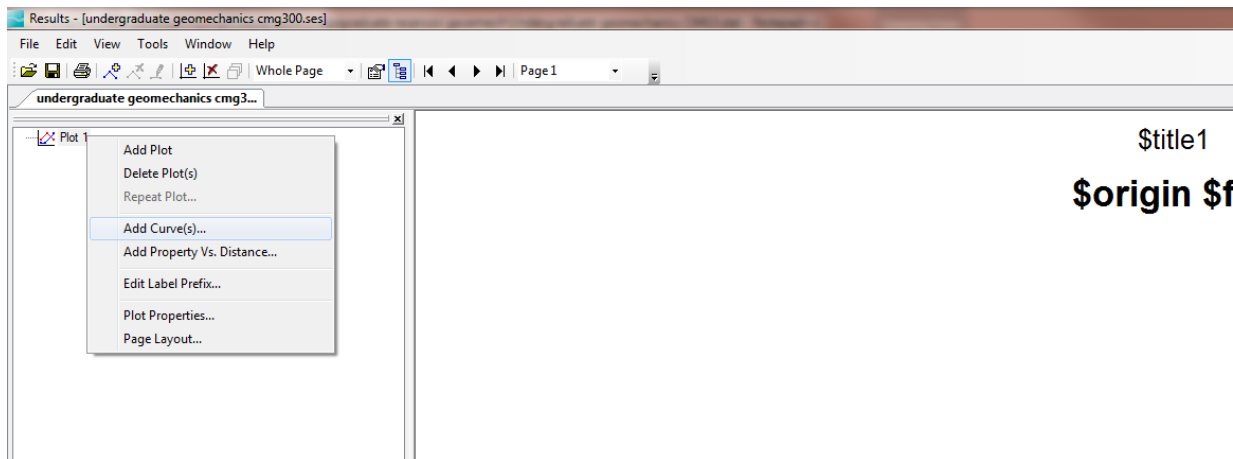 Results - [undergraduate geomechanics cmg300.ses]
File Edit View Tools Window Help
Whole Page Page 1
undergraduate geomechanics cmg3...
Plot 1
Add Plot
Delete Plot(s)
Repeat Plot...
Add Curve(s)...
Add Property Vs. Distance...
Edit Label Prefix...
Plot Properties...
Page Layout...
$title1
$origin $f